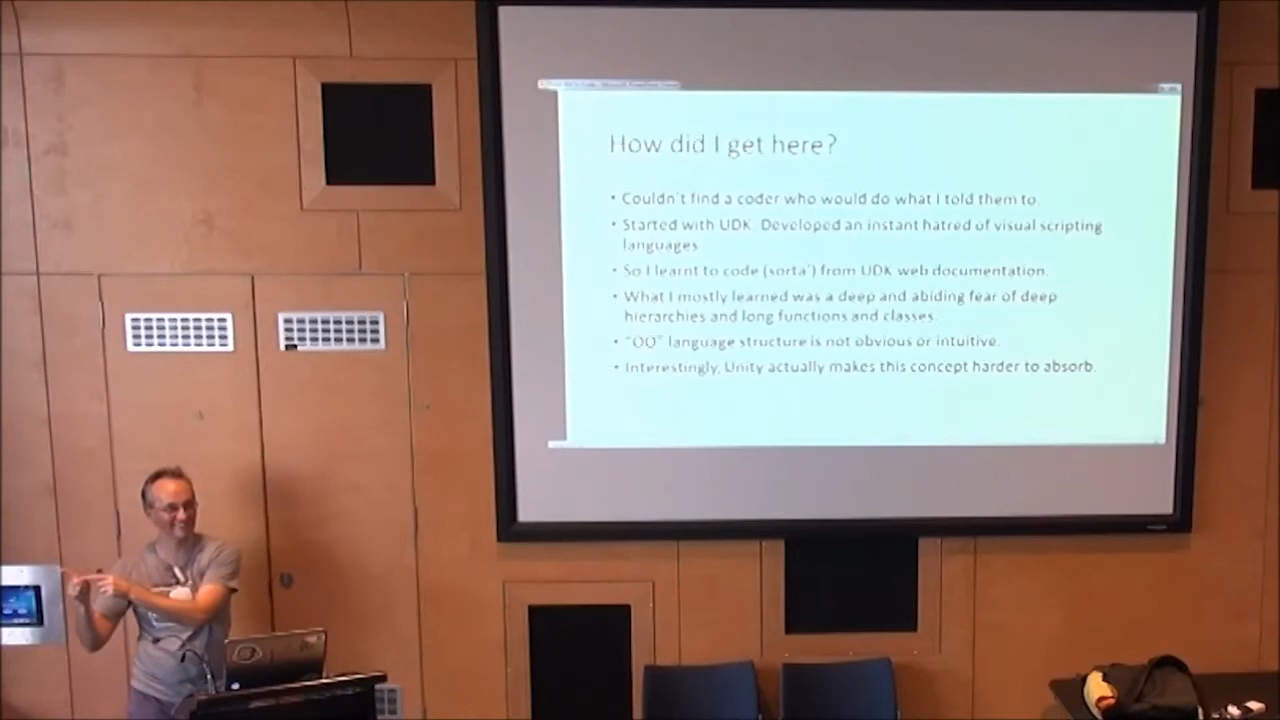 How did I get here?
• Couldn't find a coder who would do what I told them to.
• Started with UDK. Developed an instant hatred of visual scripting
languages.
• So I learnt to code (sorta') from UDK web documentation.
• What I mostly learned was a deep and abiding fear of deep
hierarchies and long functions and classes.
• "OO" language structure is not obvious or intuitive.
• Interestingly, Unity actually makes this concept harder to absorb.